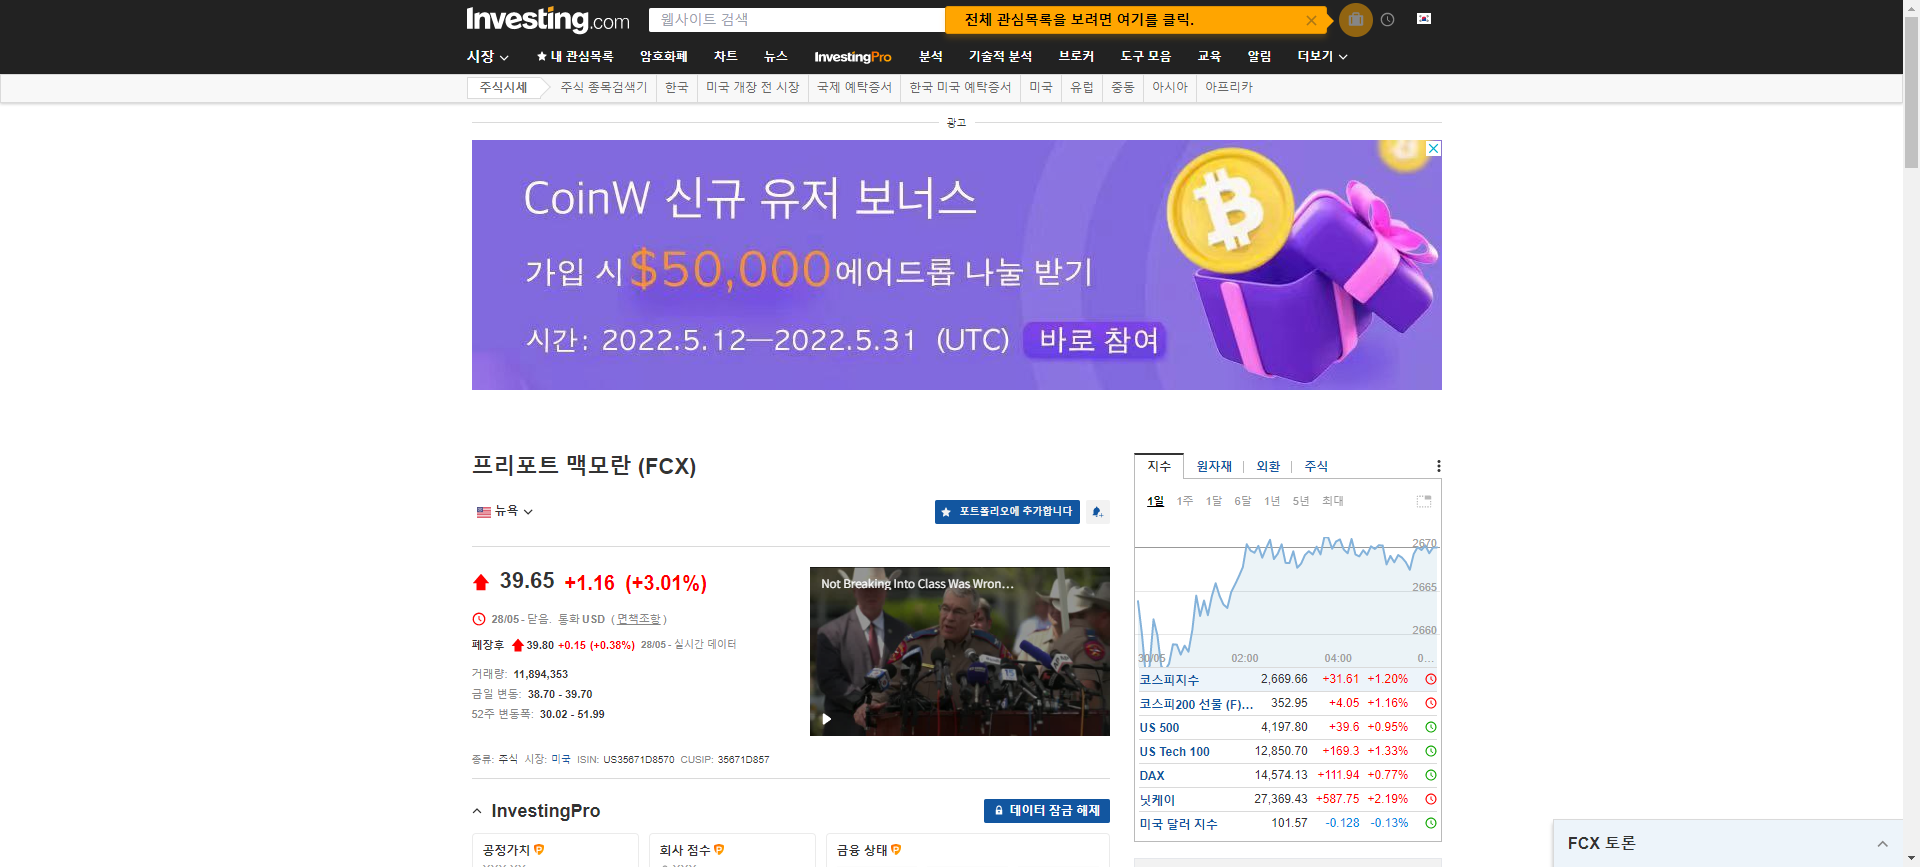 Investing.com
웹사이트 검색
전체 관심목록을 보려면 여기를 클릭.
시장 내 관심목록 암호화폐 차트 뉴스 InvestingPro 분석 기술적 분석 브로커 도구 모음 교육 알림 더보기
주식시세 주식 종목검색기 한국 미국 개장 전 시장 국제 예탁증서 한국 미국 예탁증서 미국 유럽 중동 아시아 아프리카
광고
CoinW 신규 유저 보너스
가입 시 $50,000에어드롭 나눌 받기
시간: 2022.5.12—2022.5.31 (UTC) 바로 참여
프리포트 맥모란 (FCX)
뉴욕
포트폴리오에 추가합니다
39.65 +1.16 (+3.01%)
28/05 - 닫음. 통화 USD ( 면책조항 )
폐장후 39.80 +0.15 (+0.38%) 28/05 - 실시간 데이터
거래량: 11,894,353
금일 변동: 38.70 - 39.70
52주 변동폭: 30.02 - 51.99
Not Breaking Into Class Was Wron...
종류: 주식 시장: 미국 ISIN: US35671D8570 CUSIP: 35671D857
InvestingPro
데이터 잠금 해제
공정가치 회사 점수 금융 상태
지수 원자재 외환 주식
1일 1주 1달 6달 1년 5년 최대
2670
2665
2660
30/05 02:00 04:00 0...
코스피지수 2,669.66 +31.61 +1.20%
코스피200 선물 (F)... 352.95 +4.05 +1.16%
US 500 4,197.80 +39.6 +0.95%
US Tech 100 12,850.70 +169.3 +1.33%
DAX 14,574.13 +111.94 +0.77%
닛케이 27,369.43 +587.75 +2.19%
미국 달러 지수 101.57 -0.128 -0.13%
FCX 토론